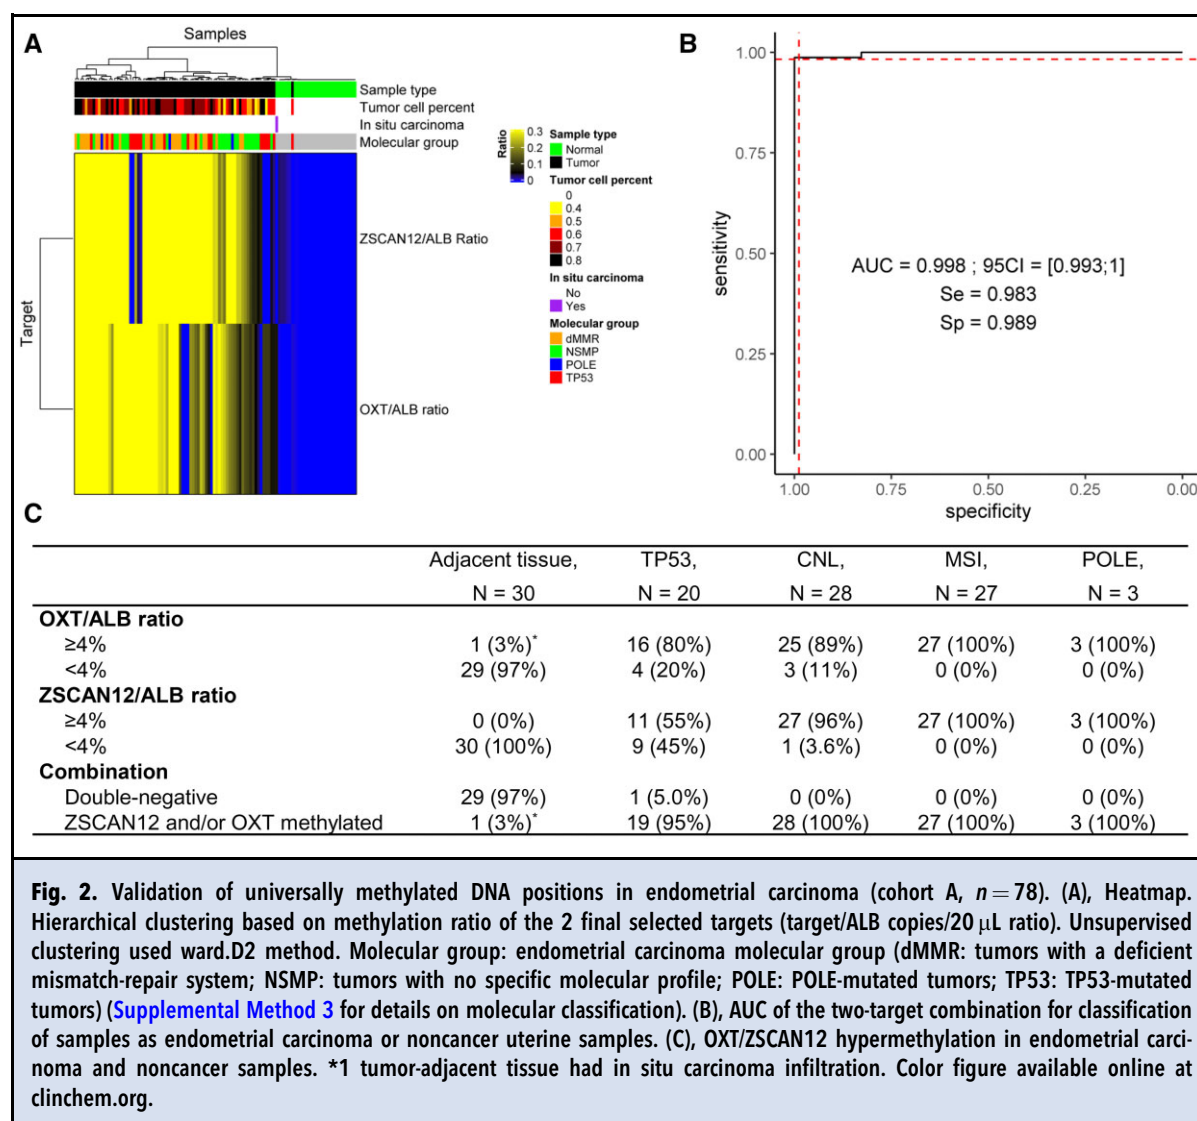 A
Samples
Sample type
Tumor cell percent
In situ carcinoma
Molecular group
ZSCAN12/ALB Ratio
OXT/ALB ratio
Target
Ratio
0.3
0.2
0.1
0
Sample type
Normal
Tumor
Tumor cell percent
0
0.4
0.5
0.6
0.7
0.8
In situ carcinoma
No
Yes
Molecular group
dMMR
NSMP
POLE
TP53
B
1.00
0.75
0.50
0.25
0.00
sensitivity
AUC = 0.998 ; 95CI = [0.993;1]
Se = 0.983
Sp = 0.989
1.00 0.75 0.50 0.25 0.00
specificity
C
Adjacent tissue, TP53, CNL, MSI, POLE,
N = 30 N = 20 N = 28 N = 27 N = 3
OXT/ALB ratio
≥4% 1 (3%)* 16 (80%) 25 (89%) 27 (100%) 3 (100%)
<4% 29 (97%) 4 (20%) 3 (11%) 0 (0%) 0 (0%)
ZSCAN12/ALB ratio
≥4% 0 (0%) 11 (55%) 27 (96%) 27 (100%) 3 (100%)
<4% 30 (100%) 9 (45%) 1 (3.6%) 0 (0%) 0 (0%)
Combination
Double-negative 29 (97%) 1 (5.0%) 0 (0%) 0 (0%) 0 (0%)
ZSCAN12 and/or OXT methylated 1 (3%)* 19 (95%) 28 (100%) 27 (100%) 3 (100%)
Fig. 2. Validation of universally methylated DNA positions in endometrial carcinoma (cohort A, n = 78). (A), Heatmap.
Hierarchical clustering based on methylation ratio of the 2 final selected targets (target/ALB copies/20 μL ratio). Unsupervised
clustering used ward.D2 method. Molecular group: endometrial carcinoma molecular group (dMMR: tumors with a deficient
mismatch-repair system; NSMP: tumors with no specific molecular profile; POLE: POLE-mutated tumors; TP53: TP53-mutated
tumors) (Supplemental Method 3 for details on molecular classification). (B), AUC of the two-target combination for classification
of samples as endometrial carcinoma or noncancer uterine samples. (C), OXT/ZSCAN12 hypermethylation in endometrial carci-
noma and noncancer samples. *1 tumor-adjacent tissue had in situ carcinoma infiltration. Color figure available online at
clinchem.org.